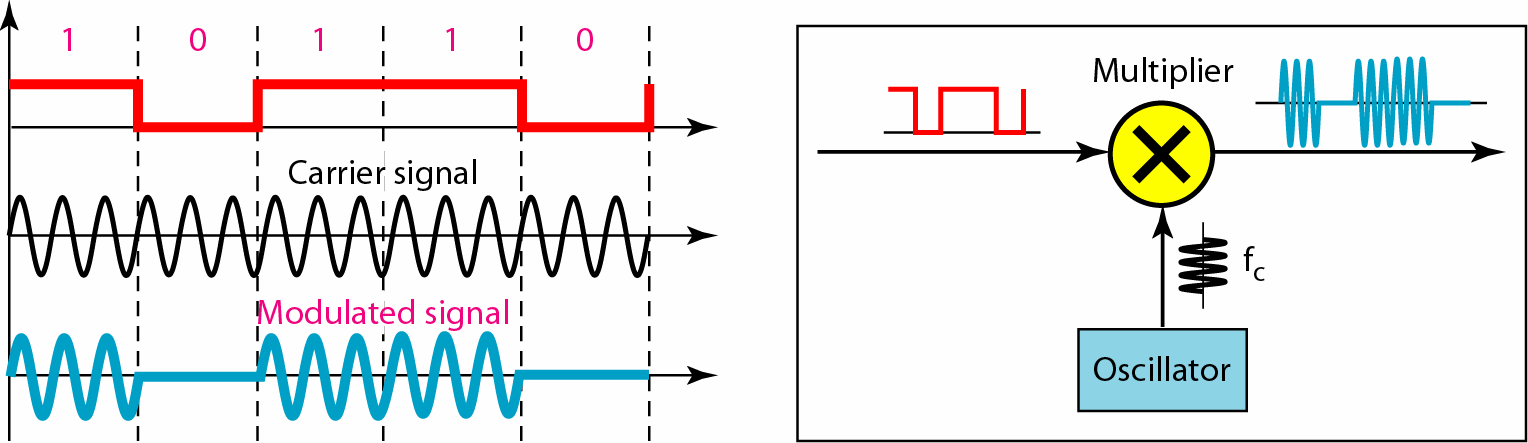 1 0 1 1 0
Carrier signal
Modulated signal
Multiplier
fc
Oscillator